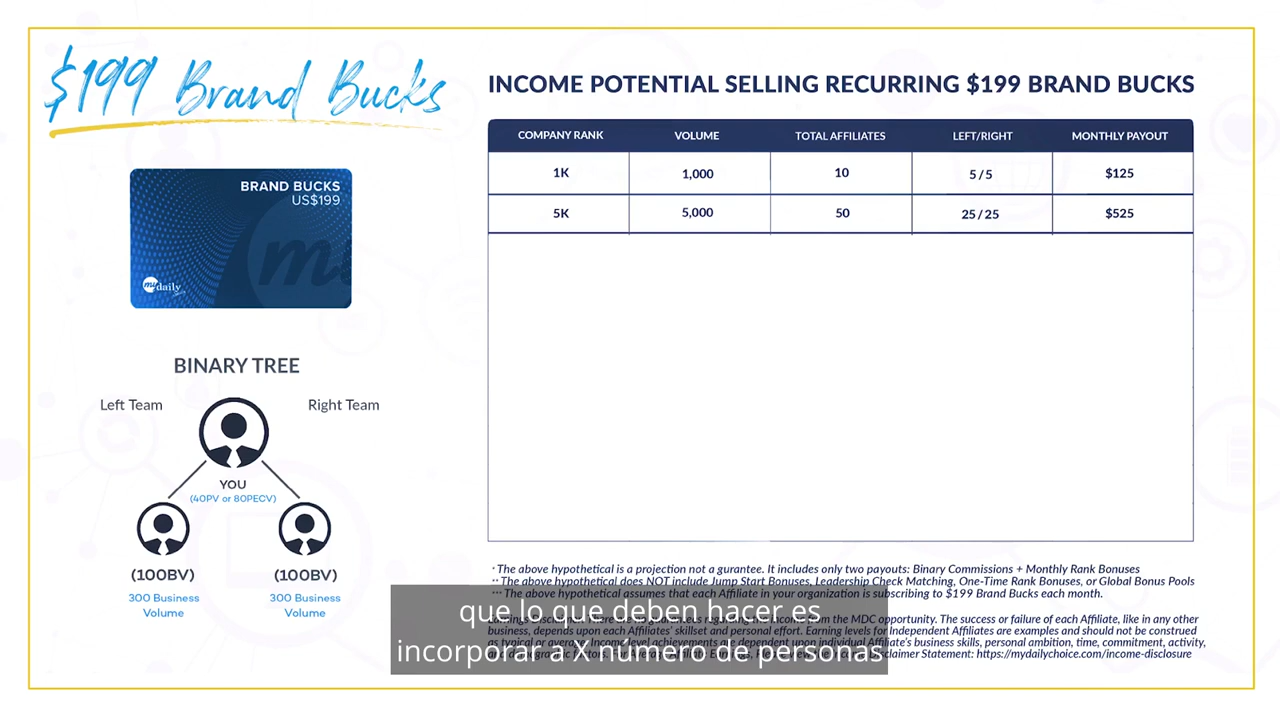 $199 Brand Bucks
INCOME POTENTIAL SELLING RECURRING $199 BRAND BUCKS
COMPANY RANK VOLUME TOTAL AFFILIATES LEFT/RIGHT MONTHLY PAYOUT
1K 1,000 10 5 / 5 $125
5K 5,000 50 25 / 25 $525
BRAND BUCKS
US$199
my daily
BINARY TREE
Left Team Right Team
YOU
(40PV or 80PECV)
(100BV) (100BV)
300 Business 300 Business
Volume Volume
* The above hypothetical is a projection not a gurantee. It includes only two payouts: Binary Commissions + Monthly Rank Bonuses
** The above hypothetical does NOT include Jump Start Bonuses, Leadership Check Matching, One-Time Rank Bonuses, or Global Bonus Pools
*** The above hypothetical assumes that each Affiliate in your organization is subscribing to $199 Brand Bucks each month.
the MDC opportunity. The success or failure of each Affiliate, like in any other
business, depends upon each Affiliates' skillset and personal effort. Earning levels for Independent Affiliates are examples and should not be construed
as typical or average. Income level achievements are dependent upon individual Affiliate's business skills, personal ambition, time, commitment, activity,
Disclaimer Statement: https://mydailychoice.com/income-disclosure
que lo que deben hacer es
incorporar a X número de personas